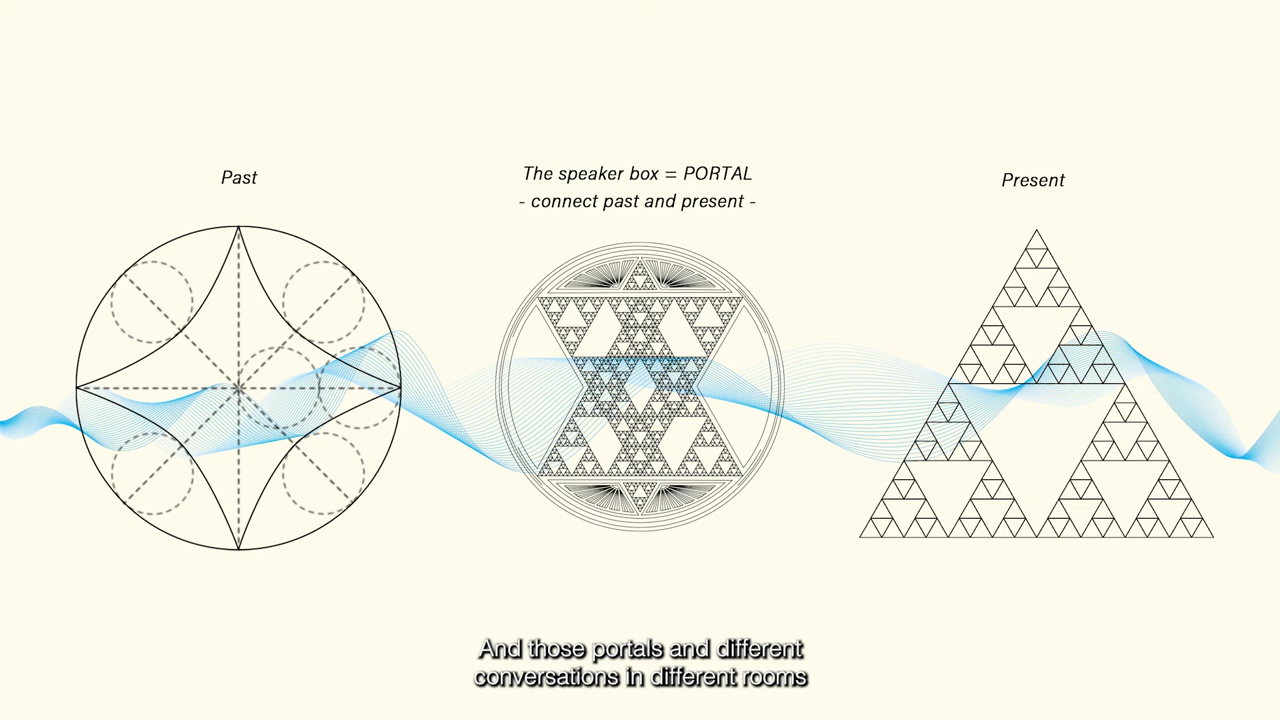 Past
The speaker box = PORTAL
- connect past and present -
Present
And those portals and different
conversations in different rooms